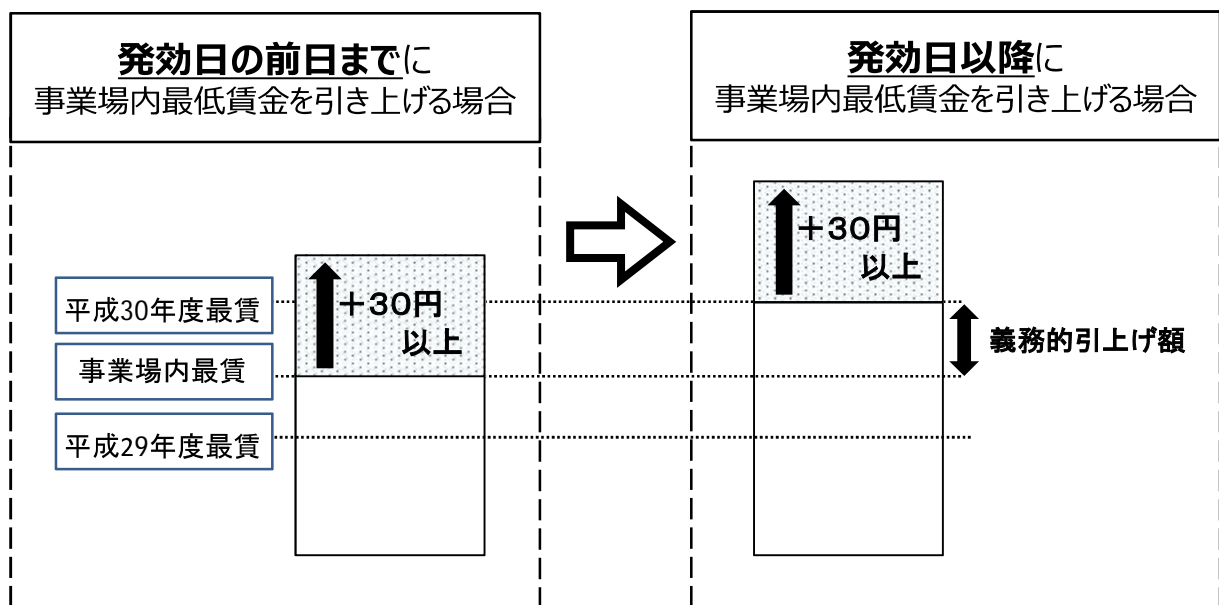 発効日の前日までに
事業場内最低賃金を引き上げる場合
発効日以降に
事業場内最低賃金を引き上げる場合
平成30年度最賃
事業場内最賃
平成29年度最賃
＋30円
以上
＋30円
以上
義務的引上げ額